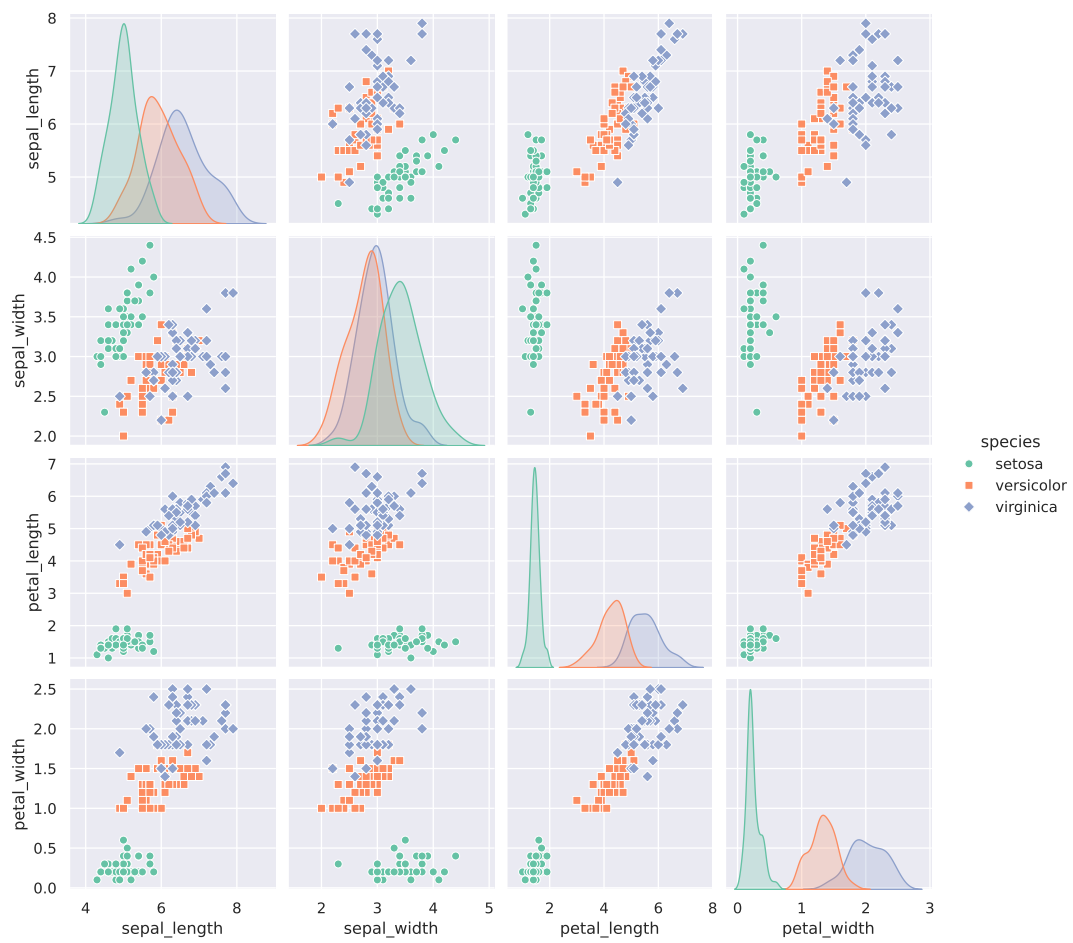 8
7
6
5
sepal_length
4.5
4.0
3.5
3.0
2.5
2.0
sepal_width
7
6
5
4
3
2
1
petal_length
2.5
2.0
1.5
1.0
0.5
0.0
petal_width
4 6 8
sepal_length
2 3 4 5
sepal_width
2 4 6 8
petal_length
0 1 2 3
petal_width
species
setosa
versicolor
virginica